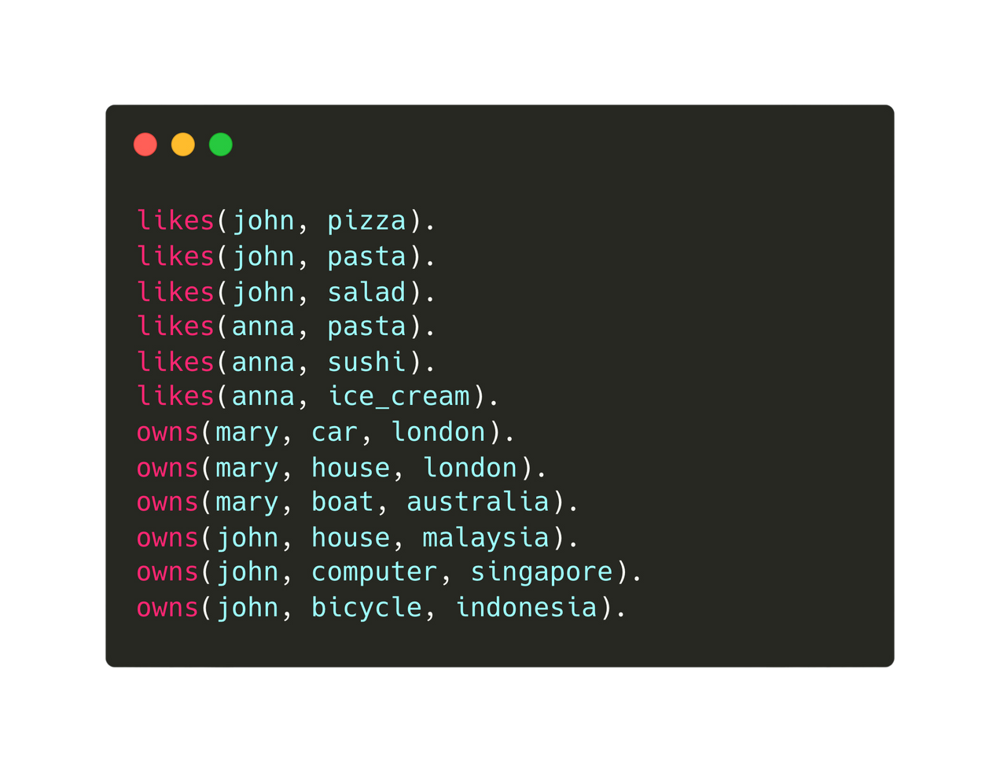 likes(john, pizza).
likes(john, pasta).
likes(john, salad).
likes(anna, pasta).
likes(anna, sushi).
likes(anna, ice_cream).
owns(mary, car, london).
owns(mary, house, london).
owns(mary, boat, australia).
owns(john, house, malaysia).
owns(john, computer, singapore).
owns(john, bicycle, indonesia).